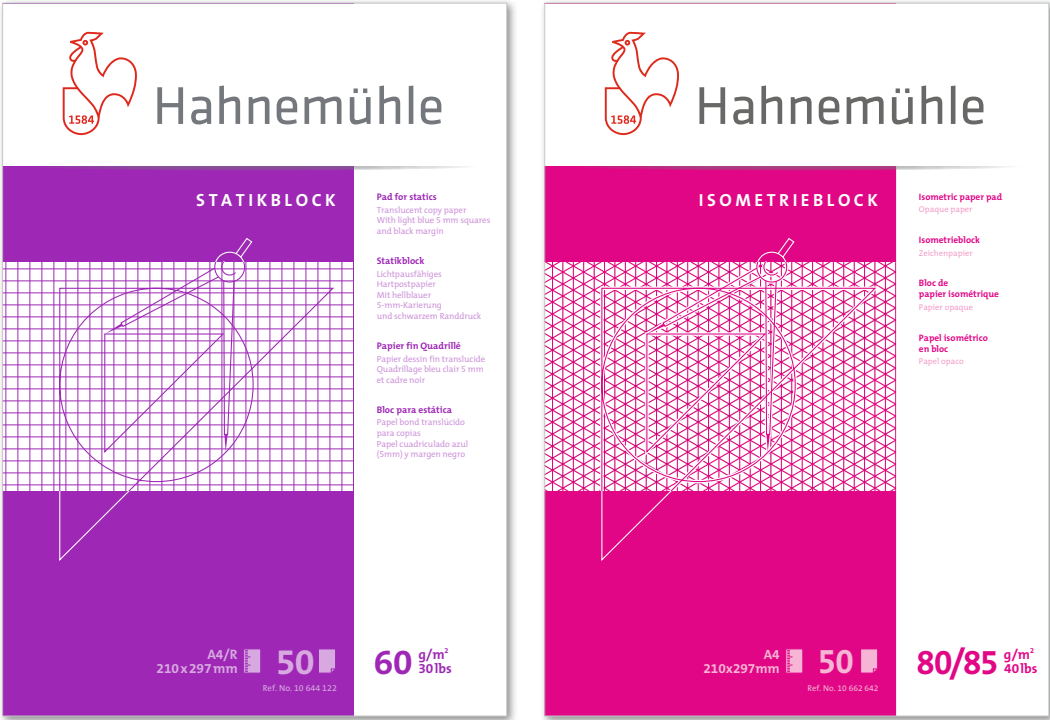 1584
Hahnemühle
STATIKBLOCK
Pad for statics
Translucent copy paper
With light blue 5 mm squares
and black margin
Statikblock
Lichtpausfähiges
Hartpostpapier
Mit hellblauer
5-mm-Karierung
und schwarzem Randdruck
Papier fin Quadrillé
Papier dessin fin translucide
Quadrillage bleu clair 5 mm
et cadre noir
Bloc para estática
Papel bond translúcido
para copias
Papel cuadriculado azul
(5mm) y margen negro
A4/R
210x297mm
50
Ref. No. 10 644 122
60 g/m²
30lbs
1584
Hahnemühle
ISOMETRIEBLOCK
Isometric paper pad
Opaque paper
Isometrieblock
Zeichenpapier
Bloc de
papier isométrique
Papier opaque
Papel isométrico
en bloc
Papel opaco
A4
210x297mm
50
Ref. No. 10 662 642
80/85 g/m²
40lbs